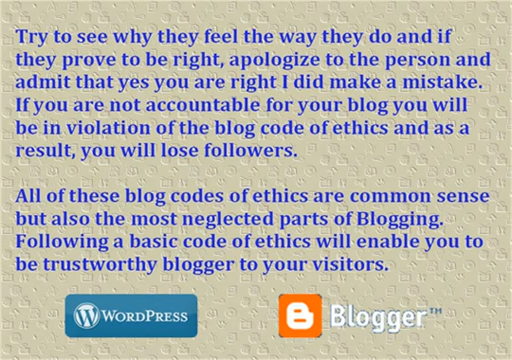 Try to see why they feel the way they do and if
they prove to be right, apologize to the person and
admit that yes you are right I did make a mistake.
If you are not accountable for your blog you will
be in violation of the blog code of ethics and as a
result, you will lose followers.
All of these blog codes of ethics are common sense
but also the most neglected parts of Blogging.
Following a basic code of ethics will enable you to
be trustworthy blogger to your visitors.
WORDPRESS
Blogger™